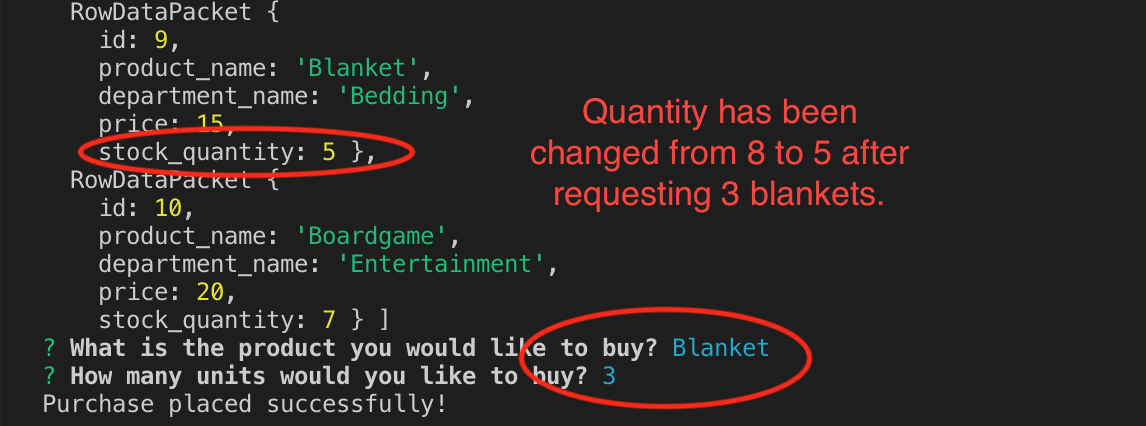 RowDataPacket {
id: 9,
product_name: 'Blanket',
department_name: 'Bedding',
price: 15,
stock_quantity: 5 },
RowDataPacket {
id: 10,
product_name: 'Boardgame',
department_name: 'Entertainment',
price: 20,
stock_quantity: 7 } ]
? What is the product you would like to buy? Blanket
? How many units would you like to buy? 3
Purchase placed successfully!
Quantity has been
changed from 8 to 5 after
requesting 3 blankets.